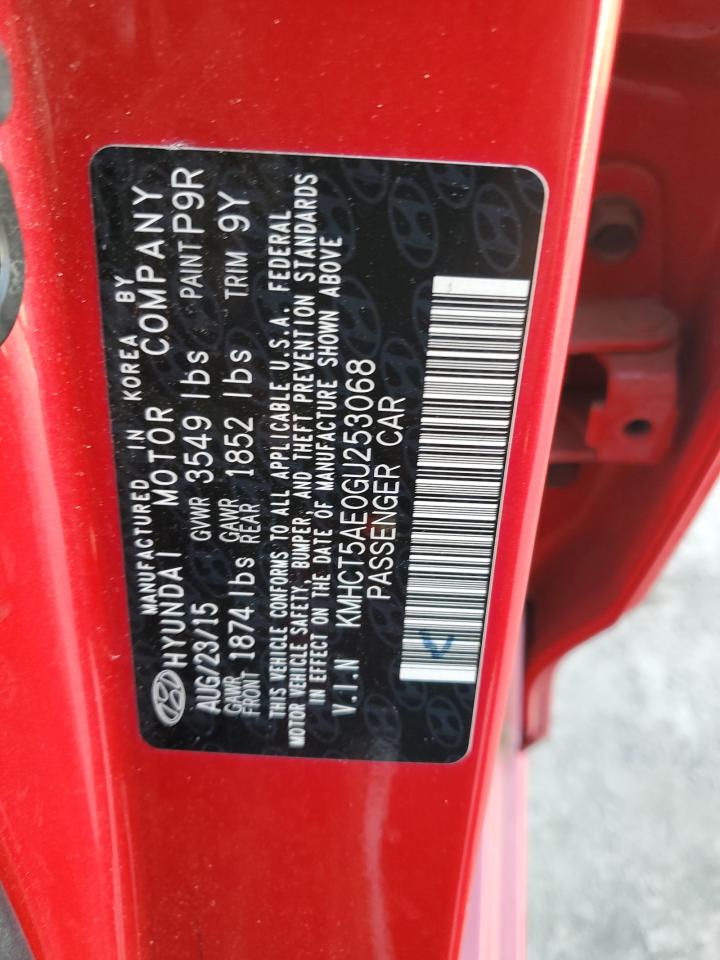 MANUFACTURED IN KOREA BY
HYUNDAI MOTOR COMPANY
AUG/23/15 GVWR 3549 lbs PAINT P9R
GAWR FRONT 1874 lbs GAWR REAR 1852 lbs TRIM 9Y
THIS VEHICLE CONFORMS TO ALL APPLICABLE U.S.A. FEDERAL
MOTOR VEHICLE SAFETY, BUMPER, AND THEFT PREVENTION STANDARDS
IN EFFECT ON THE DATE OF MANUFACTURE SHOWN ABOVE
V.I.N KMHCT5AE0GU253068
PASSENGER CAR